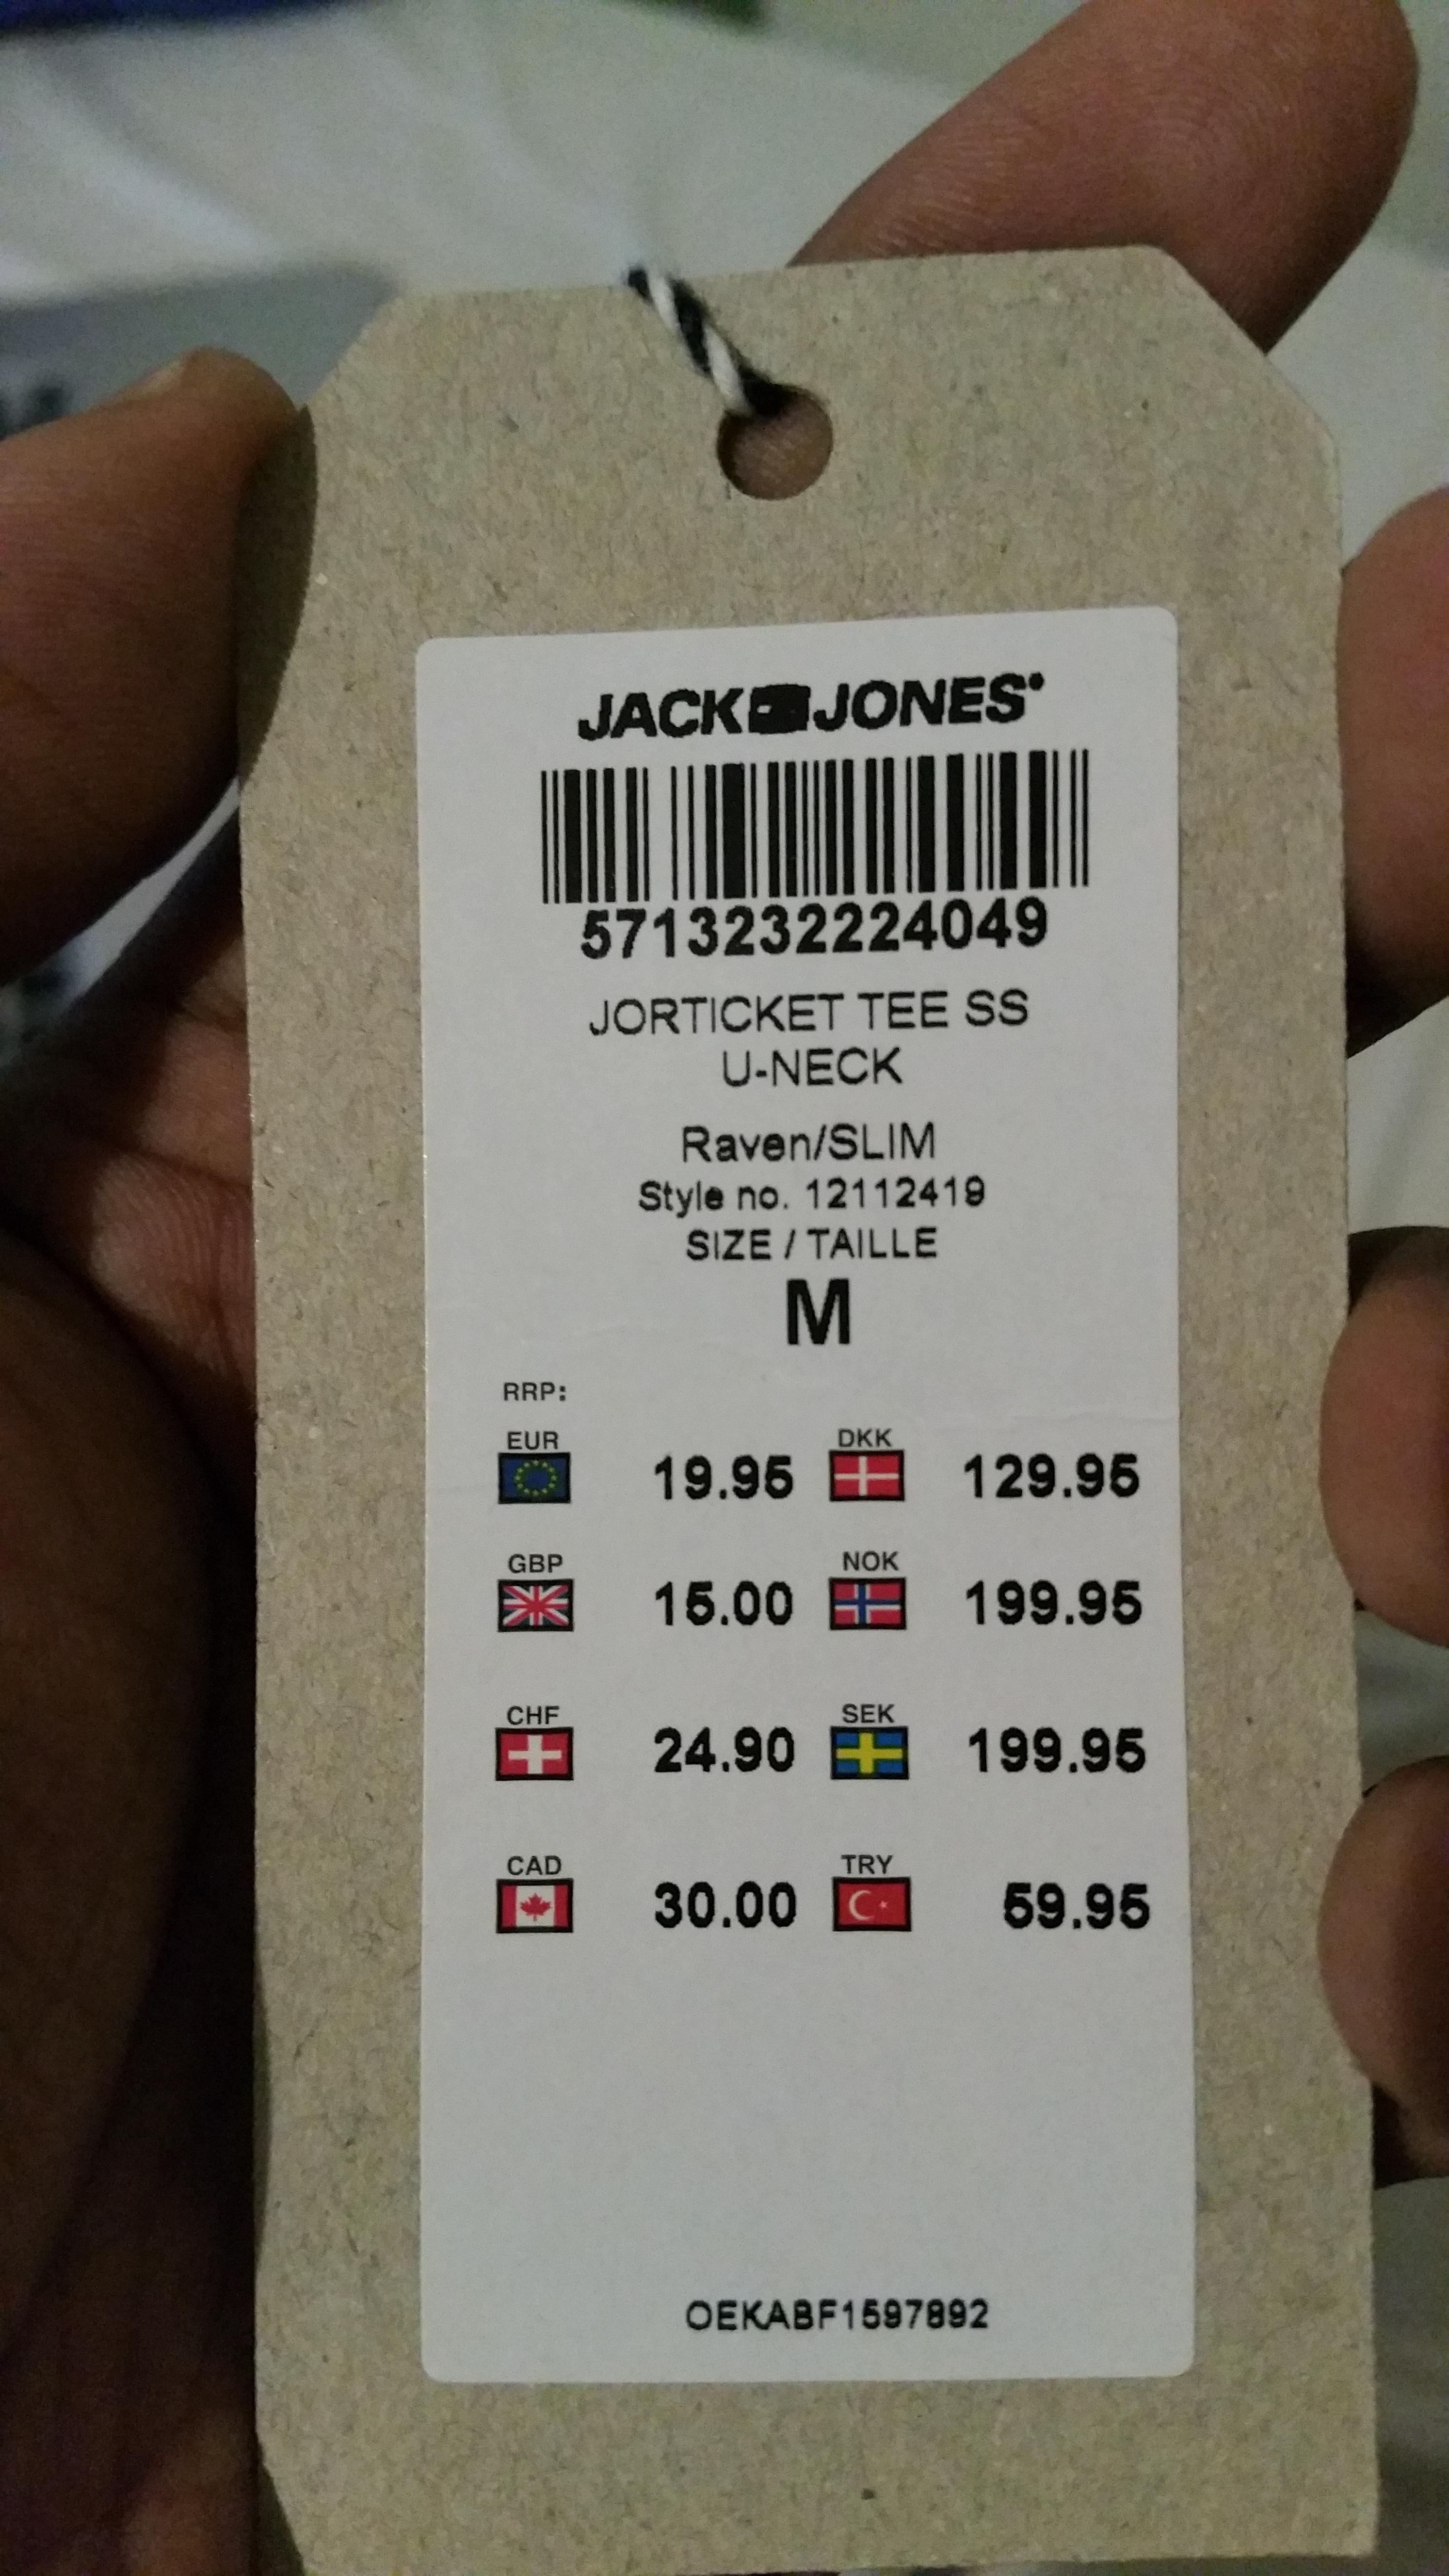 JACK JONES
5713232224049
JORTICKET TEE SS
U-NECK
Raven/SLIM
Style no. 12112419
SIZE / TAILLE
M
RRP:
EUR 19.95 DKK 129.95
GBP 15.00 NOK 199.95
CHF 24.90 SEK 199.95
CAD 30.00 TRY 59.95
OEKABF1597892